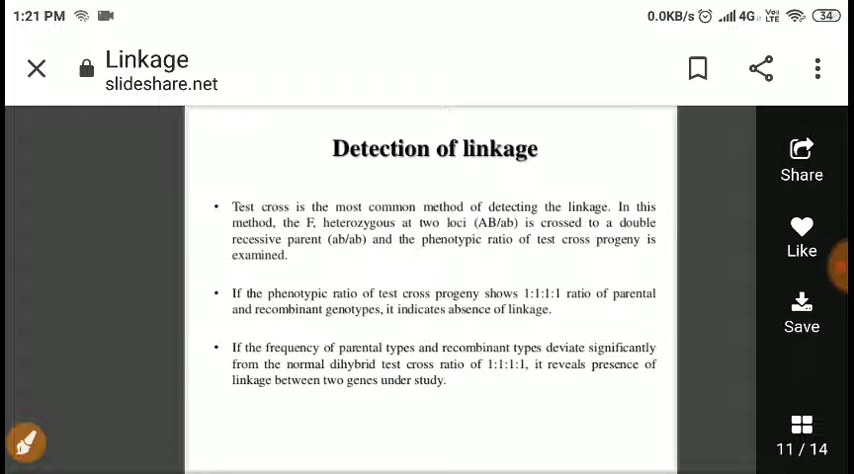 1:21 PM
0.0KB/s 4G VoLTE 34
Linkage
slideshare.net
Detection of linkage
• Test cross is the most common method of detecting the linkage. In this
method, the F, heterozygous at two loci (AB/ab) is crossed to a double
recessive parent (ab/ab) and the phenotypic ratio of test cross progeny is
examined.
• If the phenotypic ratio of test cross progeny shows 1:1:1:1 ratio of parental
and recombinant genotypes, it indicates absence of linkage.
• If the frequency of parental types and recombinant types deviate significantly
from the normal dihybrid test cross ratio of 1:1:1:1, it reveals presence of
linkage between two genes under study.
Share
Like
Save
11 / 14